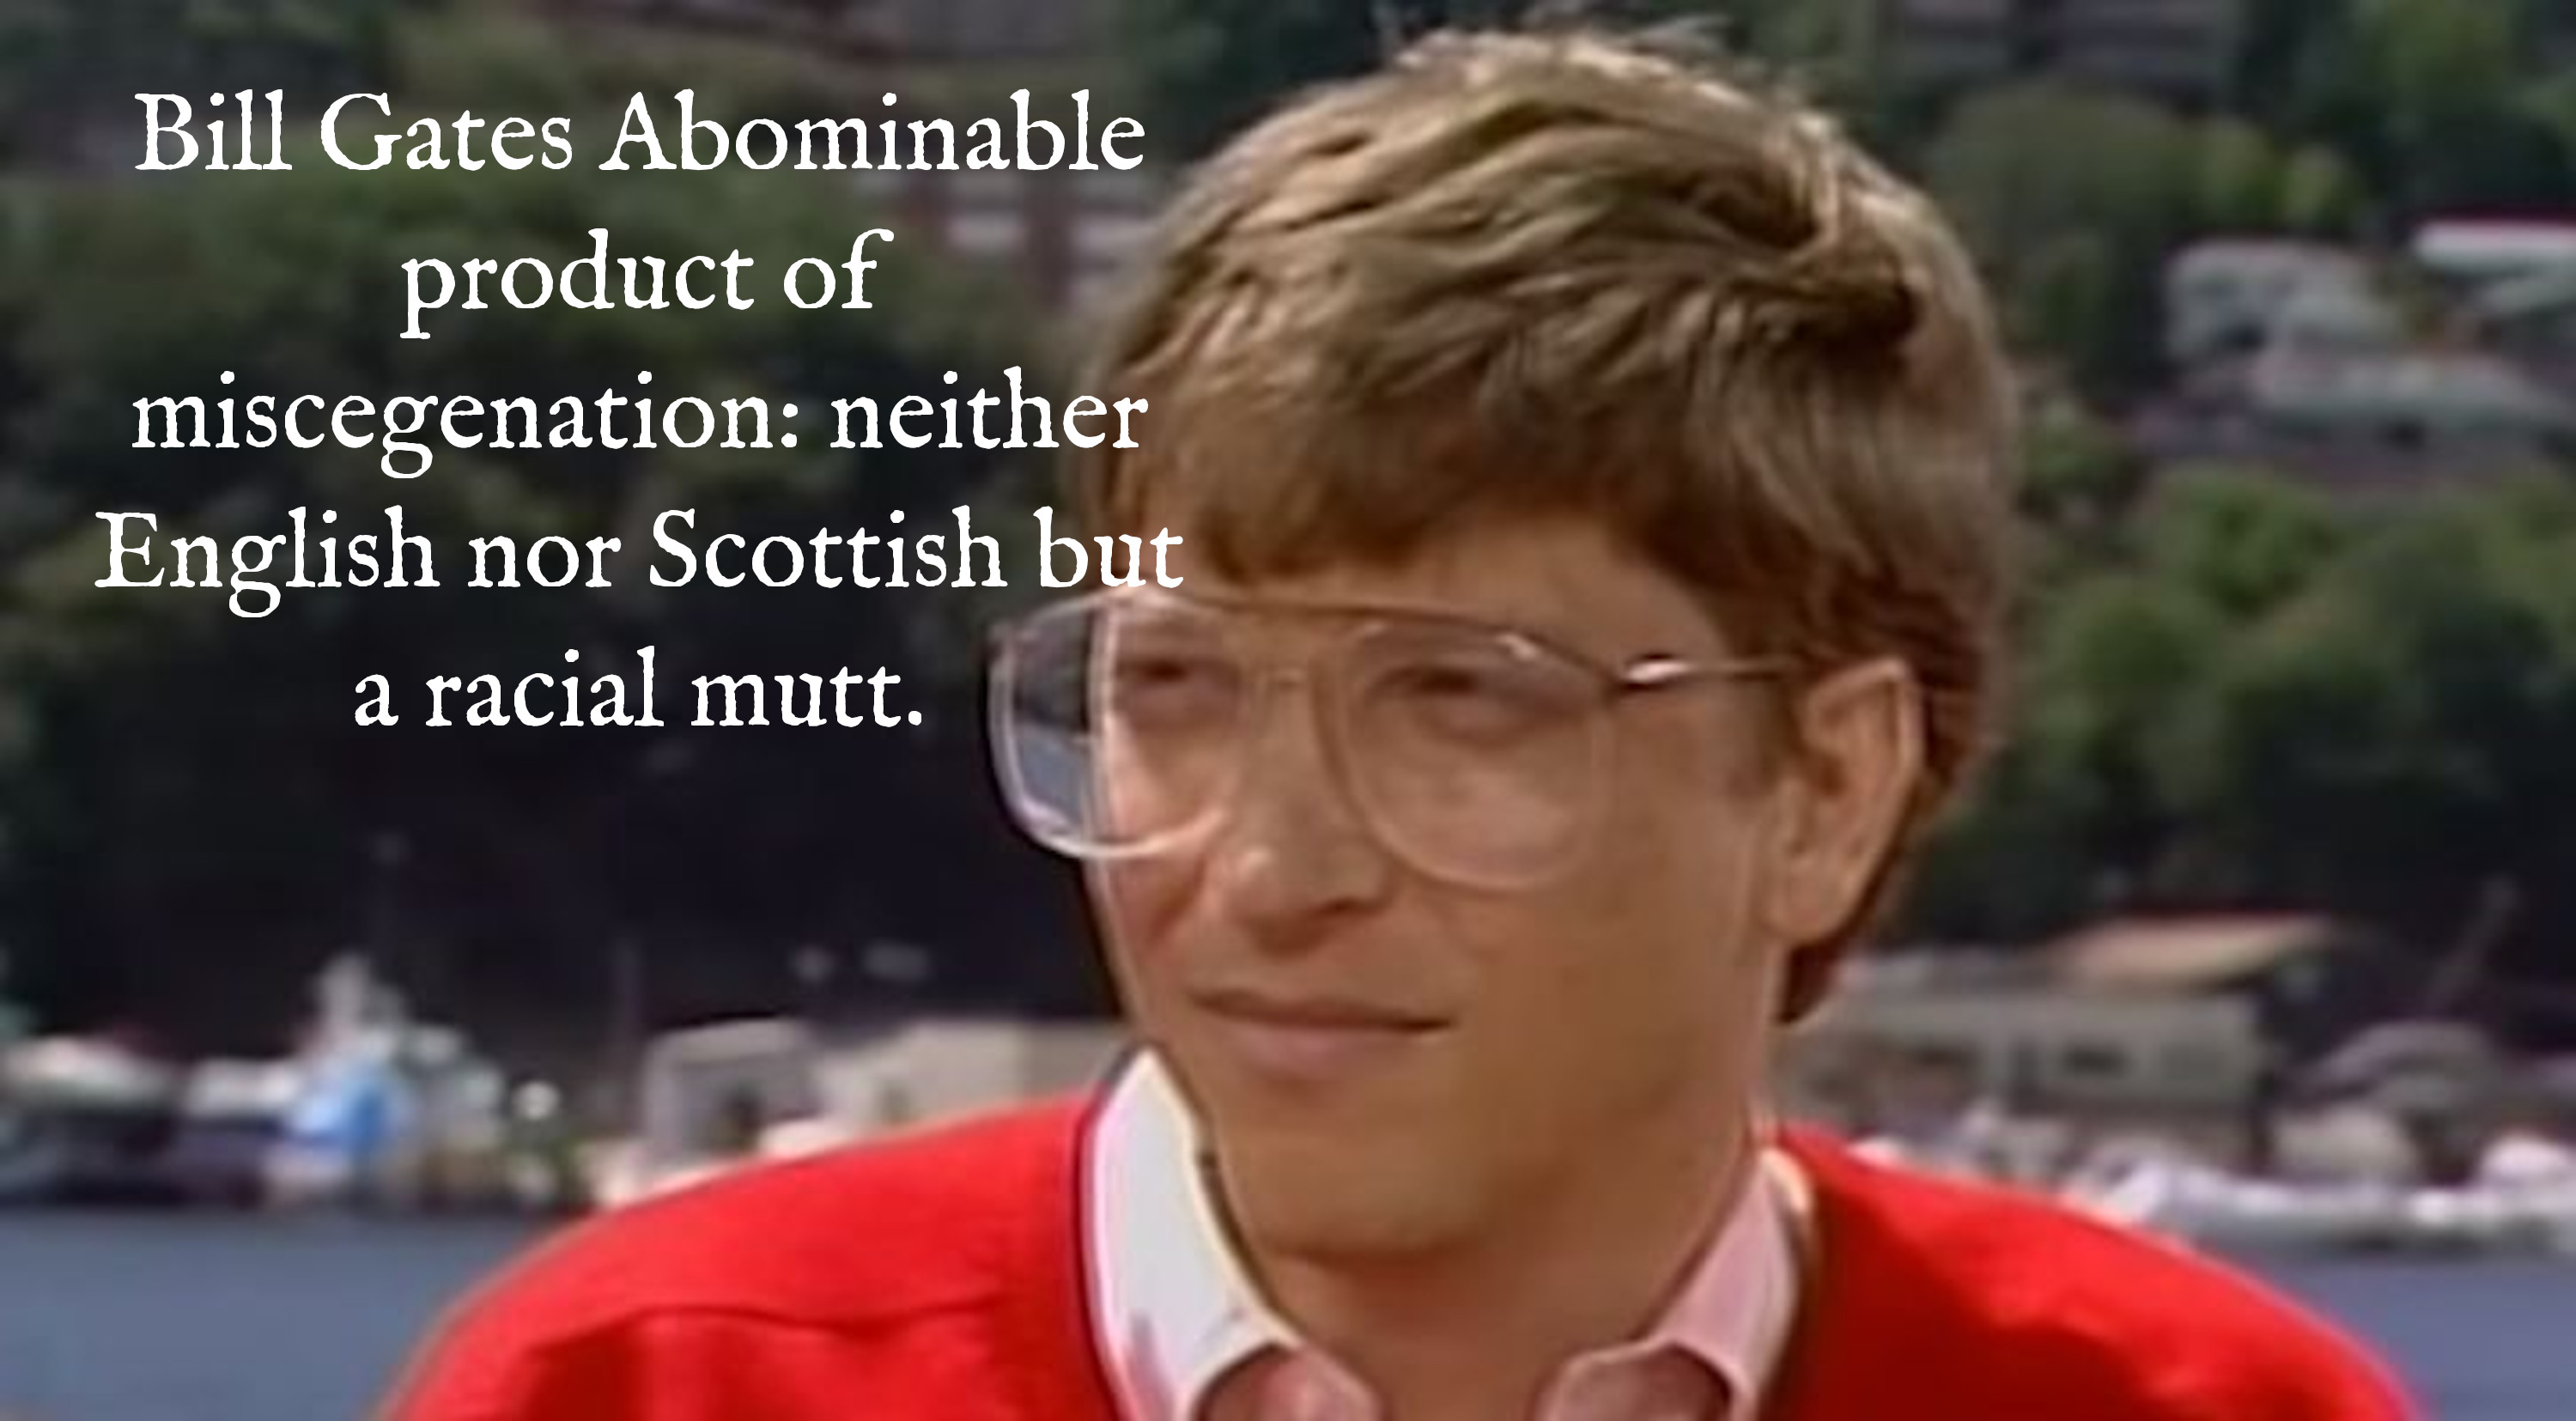 Bill Gates Abominable
product of
miscegenation: neither
English nor Scottish but
a racial mutt.